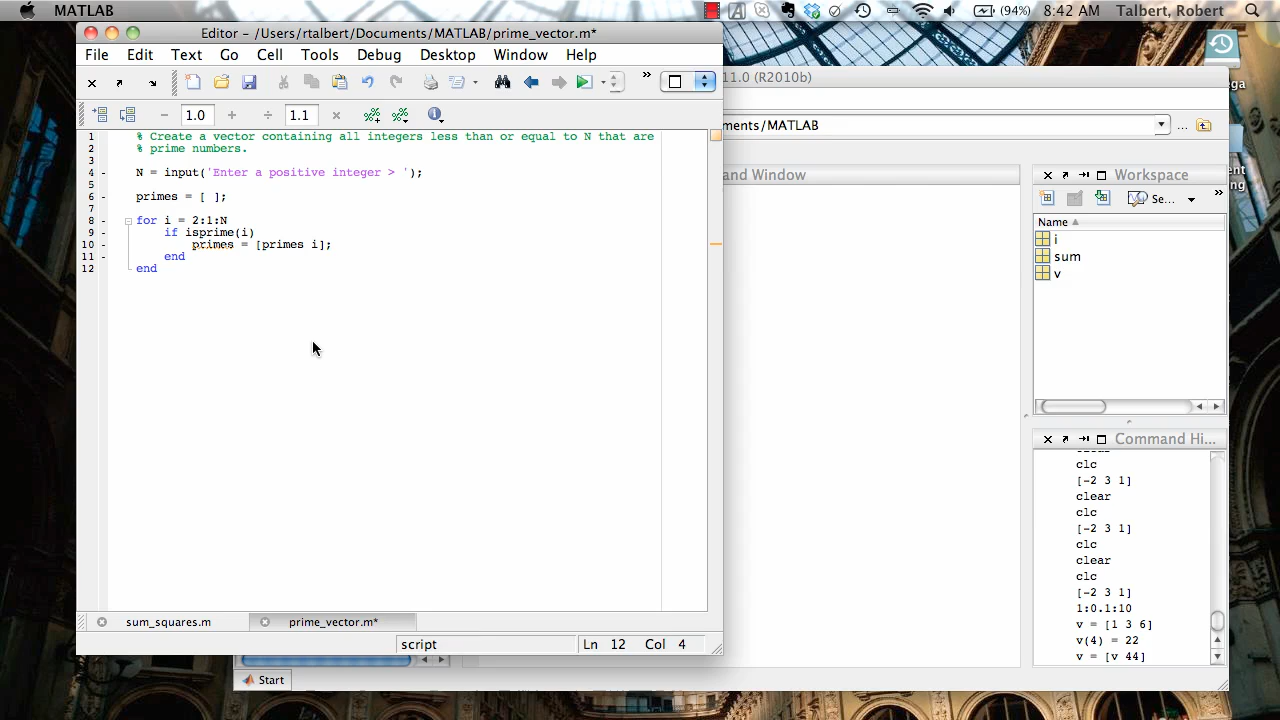 MATLAB
(94%)
8:42 AM
Talbert, Robert
Editor - /Users/rtalbert/Documents/MATLAB/prime_vector.m*
File Edit Text Go Cell Tools Debug Desktop Window Help
1.0
1.1
11.0 (R2010b)
ments/MATLAB
...
and Window
Workspace
Se...
Name
i
sum
v
1 % Create a vector containing all integers less than or equal to N that are
2 % prime numbers.
3
4 - N = input('Enter a positive integer > ');
5
6 - primes = [ ];
7
8 - for i = 2:1:N
9 - if isprime(i)
10 - primes = [primes i];
11 - end
12 end
Command Hi...
clear
clc
[-2 3 1]
clear
clc
[-2 3 1]
clc
clear
clc
[-2 3 1]
1:0.1:10
v = [1 3 6]
v(4) = 22
v = [v 44]
sum_squares.m
prime_vector.m*
script
Ln 12 Col 4
Start